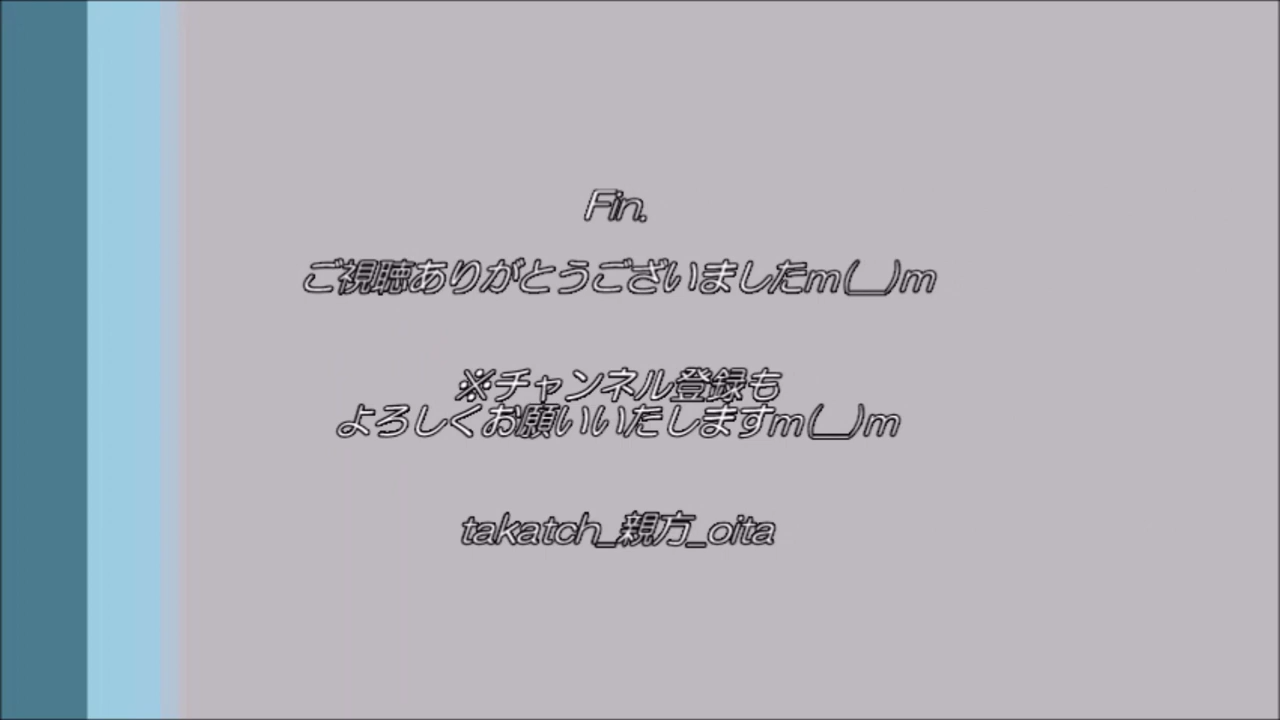 Fin.
ご視聴ありがとうございましたm(__)m
※チャンネル登録も
よろしくお願いいたしますm(__)m
takatch_親方_oita